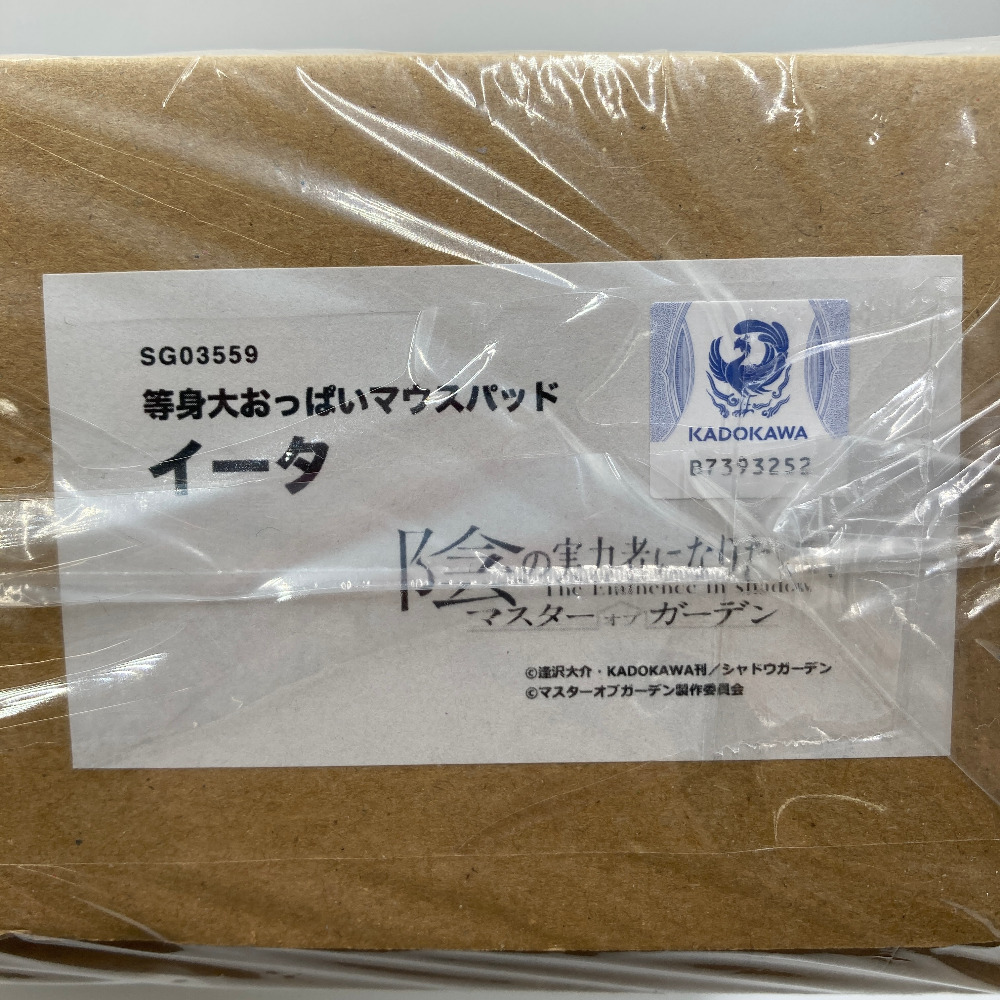 SG03559
等身大おっぱいマウスパッド
イータ
KADOKAWA
B7393252
陰の実力者になりた
The Eminence in shadow
マスターオブガーデン
©逢沢大介・KADOKAWA刊／シャドウガーデン
©マスターオブガーデン製作委員会